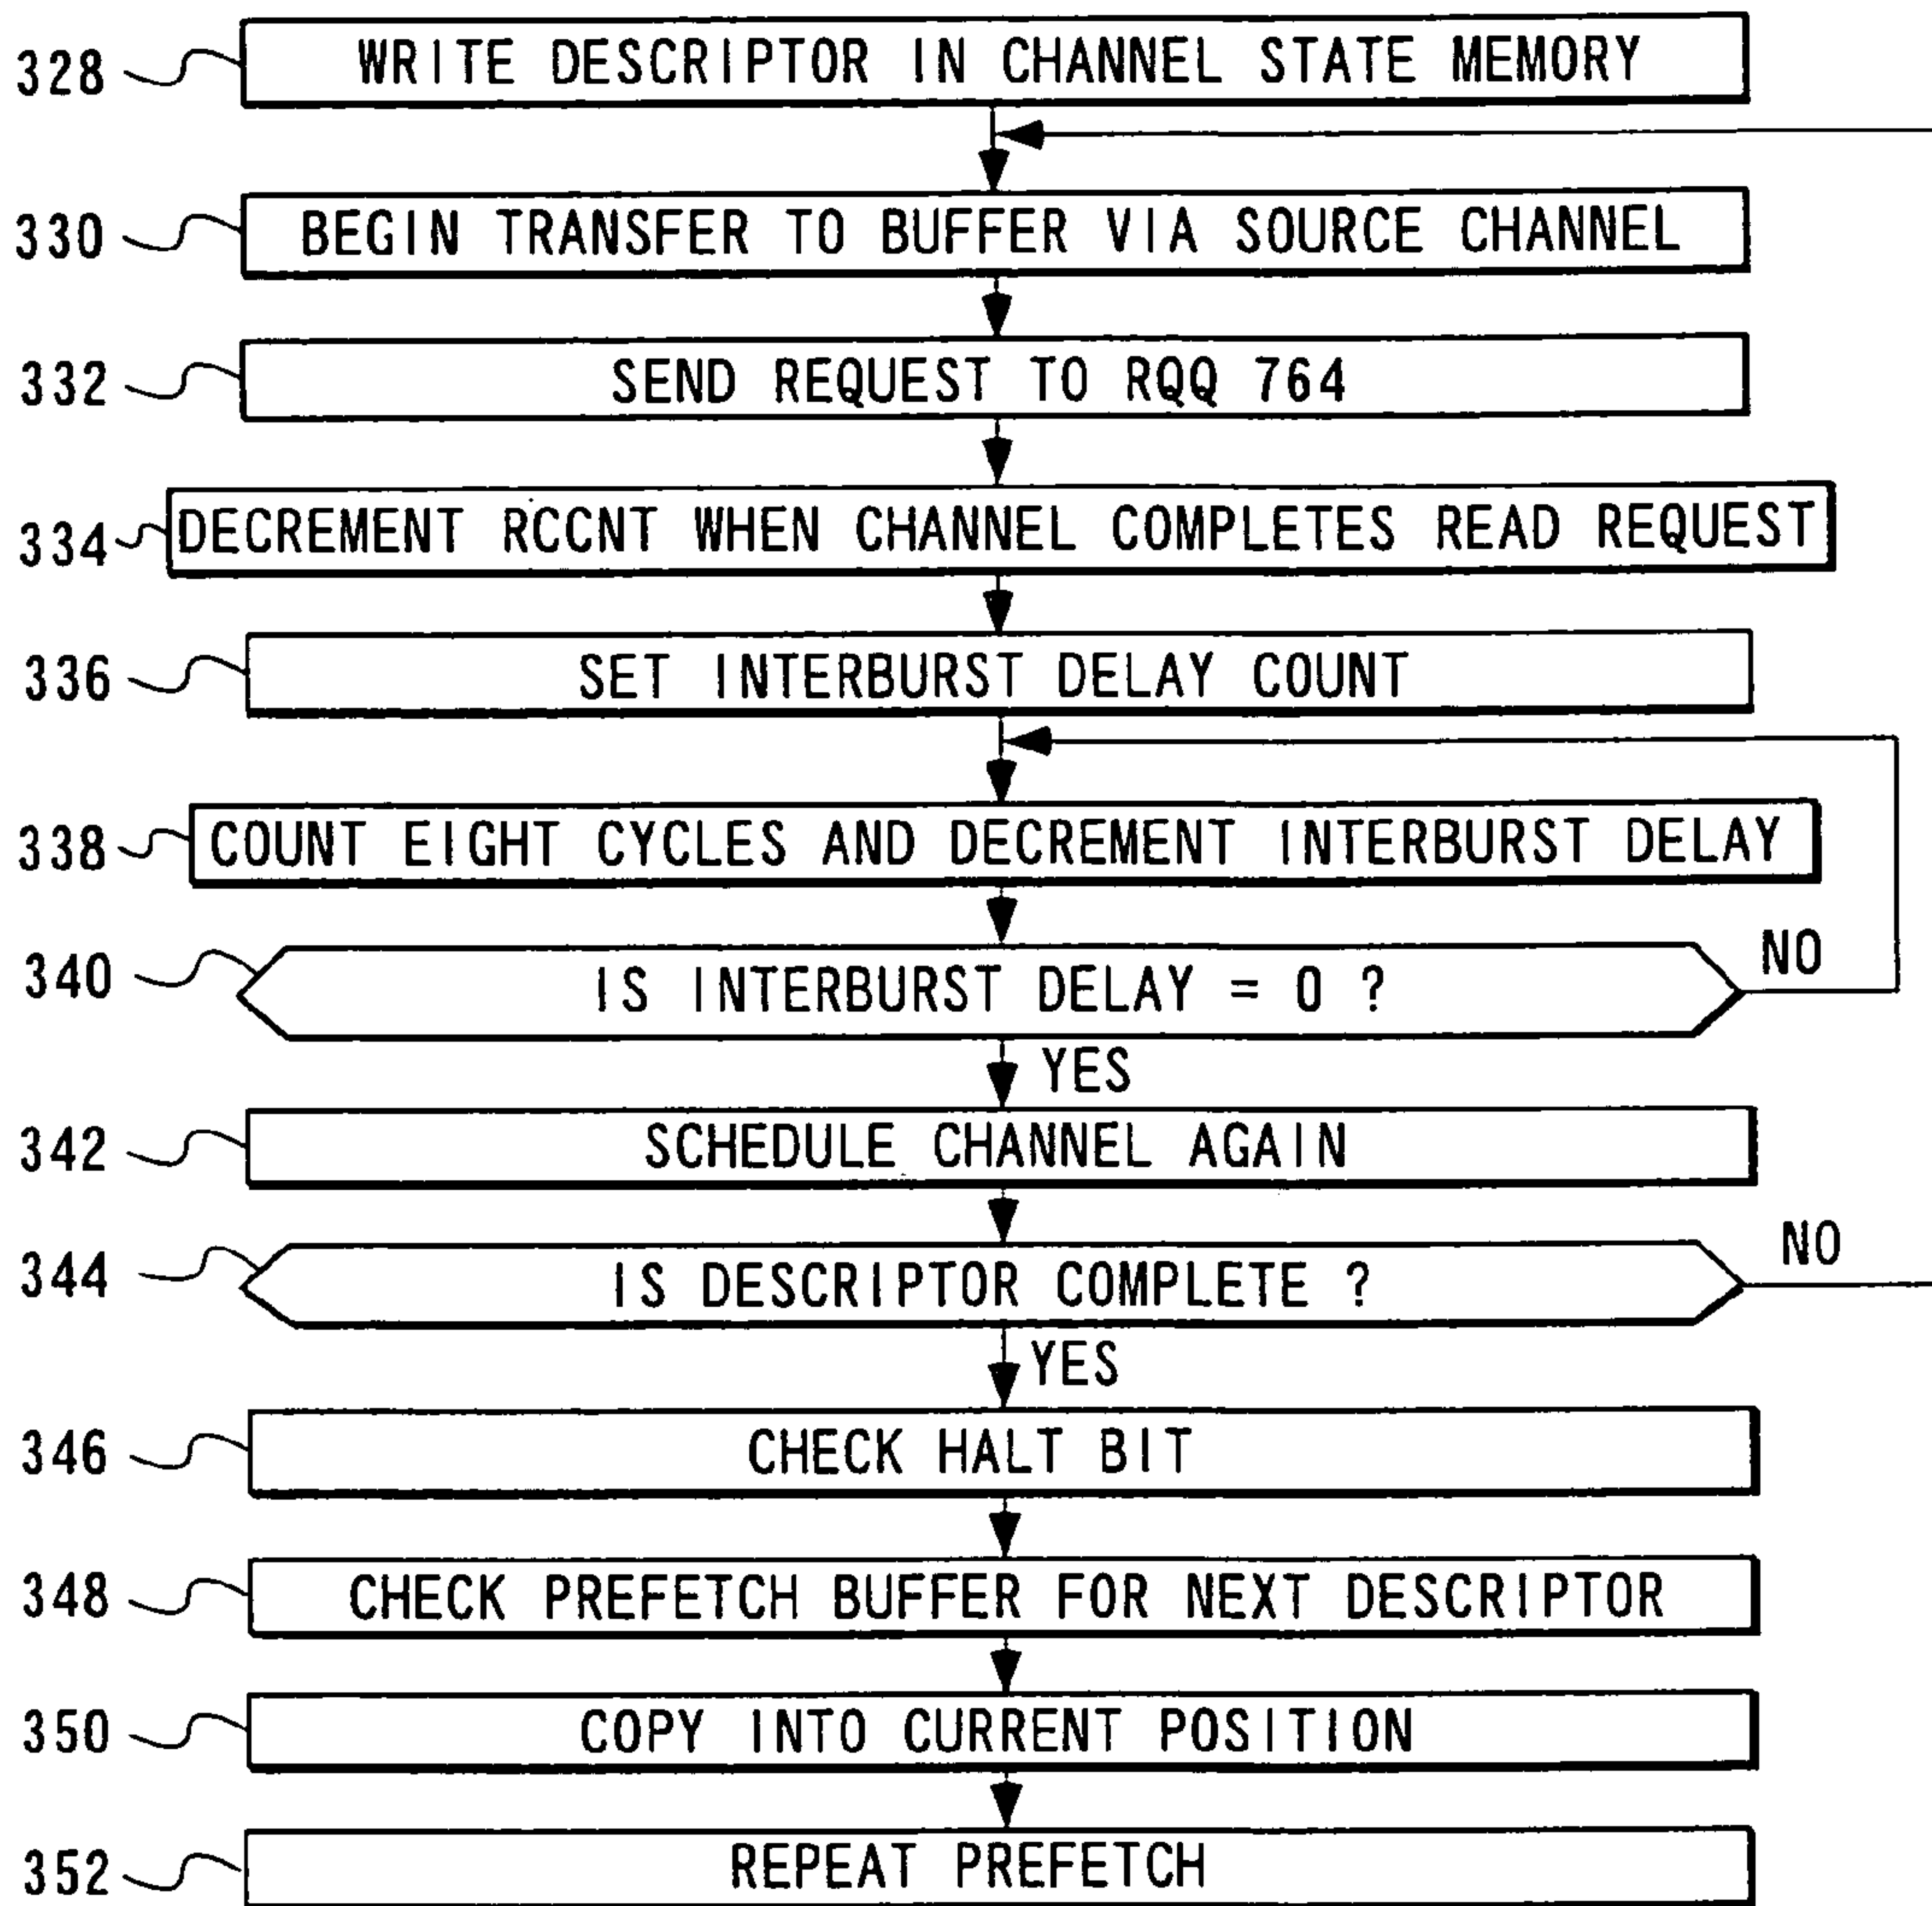 328 WRITE DESCRIPTOR IN CHANNEL STATE MEMORY
330 BEGIN TRANSFER TO BUFFER VIA SOURCE CHANNEL
332 SEND REQUEST TO RQQ 764
334 DECREMENT RCCNT WHEN CHANNEL COMPLETES READ REQUEST
336 SET INTERBURST DELAY COUNT
338 COUNT EIGHT CYCLES AND DECREMENT INTERBURST DELAY
340 IS INTERBURST DELAY = 0 ? NO
YES
342 SCHEDULE CHANNEL AGAIN
344 IS DESCRIPTOR COMPLETE ? NO
YES
346 CHECK HALT BIT
348 CHECK PREFETCH BUFFER FOR NEXT DESCRIPTOR
350 COPY INTO CURRENT POSITION
352 REPEAT PREFETCH